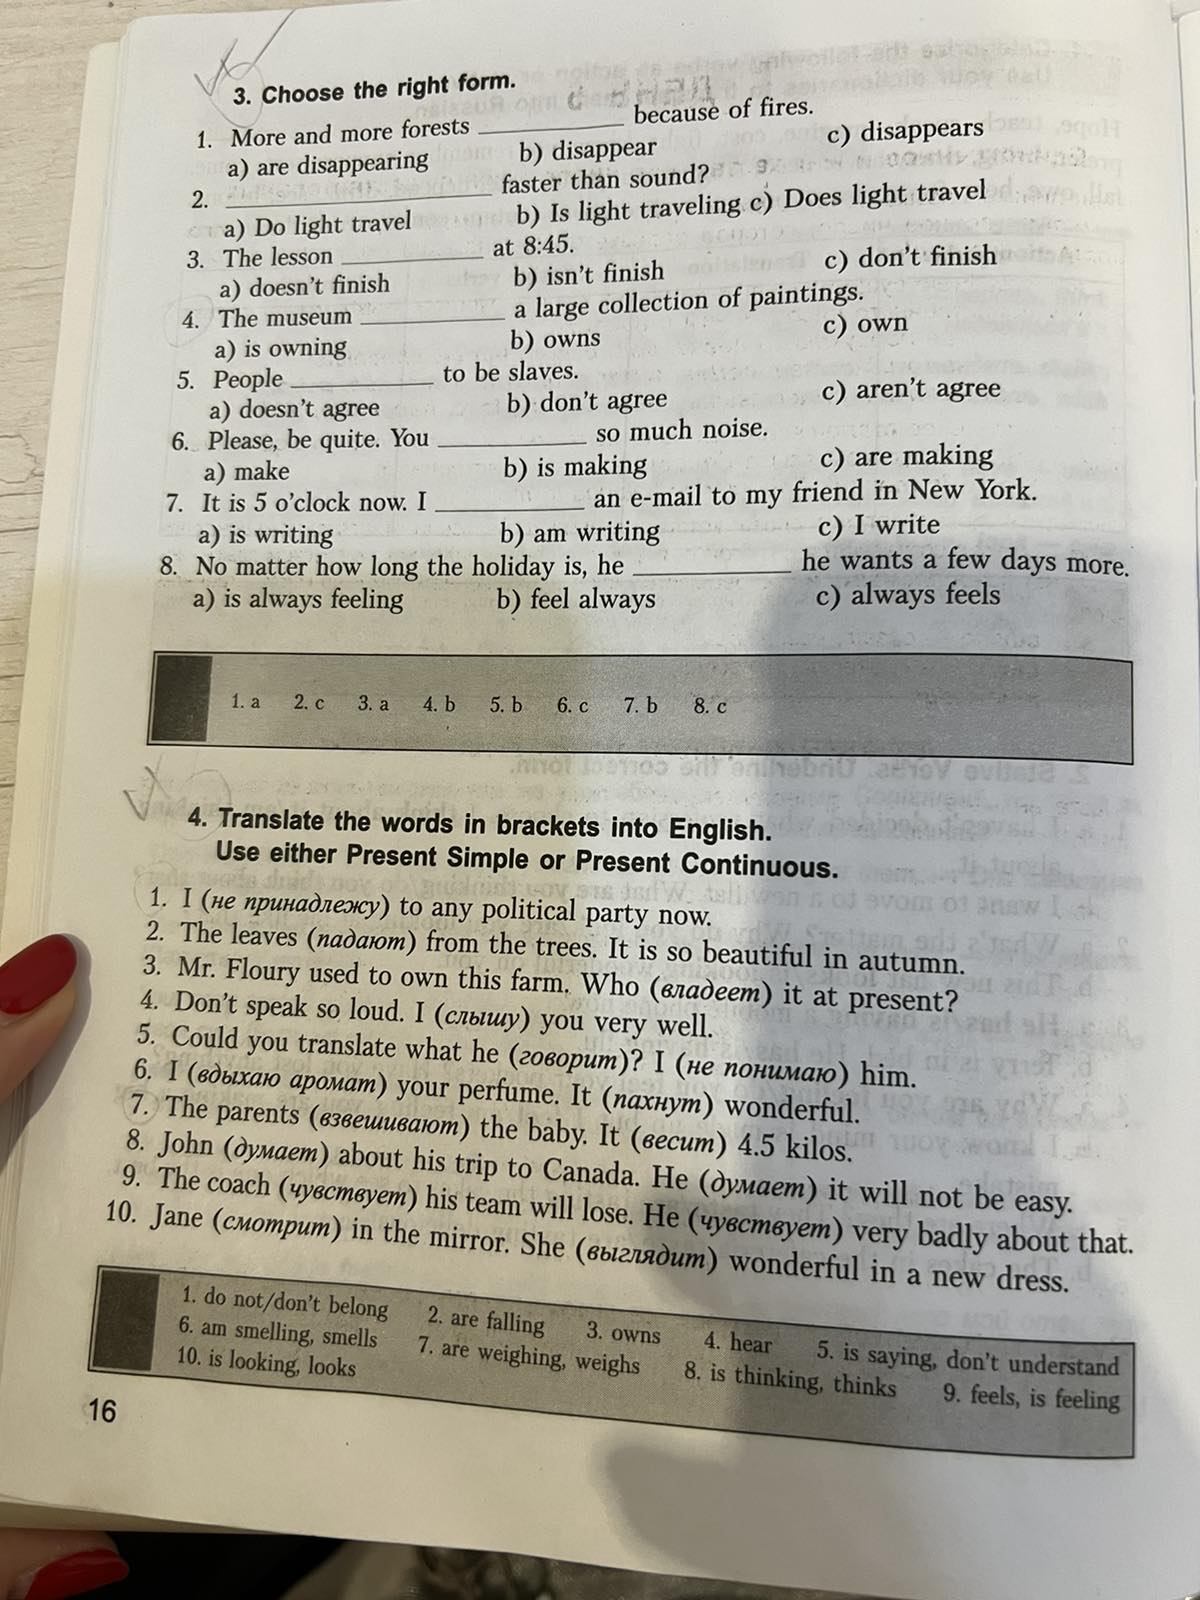 3. Choose the right form.
1. More and more forests ____________ because of fires.
a) are disappearing b) disappear c) disappears
2. ____________ faster than sound?
a) Do light travel b) Is light traveling c) Does light travel
3. The lesson ____________ at 8:45.
a) doesn't finish b) isn't finish c) don't finish
4. The museum ____________ a large collection of paintings.
a) is owning b) owns c) own
5. People ____________ to be slaves.
a) doesn't agree b) don't agree c) aren't agree
6. Please, be quite. You ____________ so much noise.
a) make b) is making c) are making
7. It is 5 o'clock now. I ____________ an e-mail to my friend in New York.
a) is writing b) am writing c) I write
8. No matter how long the holiday is, he ____________ he wants a few days more.
a) is always feeling b) feel always c) always feels
1. a 2. c 3. a 4. b 5. b 6. c 7. b 8. c
4. Translate the words in brackets into English.
Use either Present Simple or Present Continuous.
1. I (не принадлежу) to any political party now.
2. The leaves (падают) from the trees. It is so beautiful in autumn.
3. Mr. Floury used to own this farm. Who (владеет) it at present?
4. Don't speak so loud. I (слышу) you very well.
5. Could you translate what he (говорит)? I (не понимаю) him.
6. I (вдыхаю аромат) your perfume. It (пахнут) wonderful.
7. The parents (взвешивают) the baby. It (весит) 4.5 kilos.
8. John (думает) about his trip to Canada. He (думает) it will not be easy.
9. The coach (чувствует) his team will lose. He (чувствует) very badly about that.
10. Jane (смотрит) in the mirror. She (выглядит) wonderful in a new dress.
1. do not/don't belong 2. are falling 3. owns 4. hear 5. is saying, don't understand
6. am smelling, smells 7. are weighing, weighs 8. is thinking, thinks 9. feels, is feeling
10. is looking, looks
16